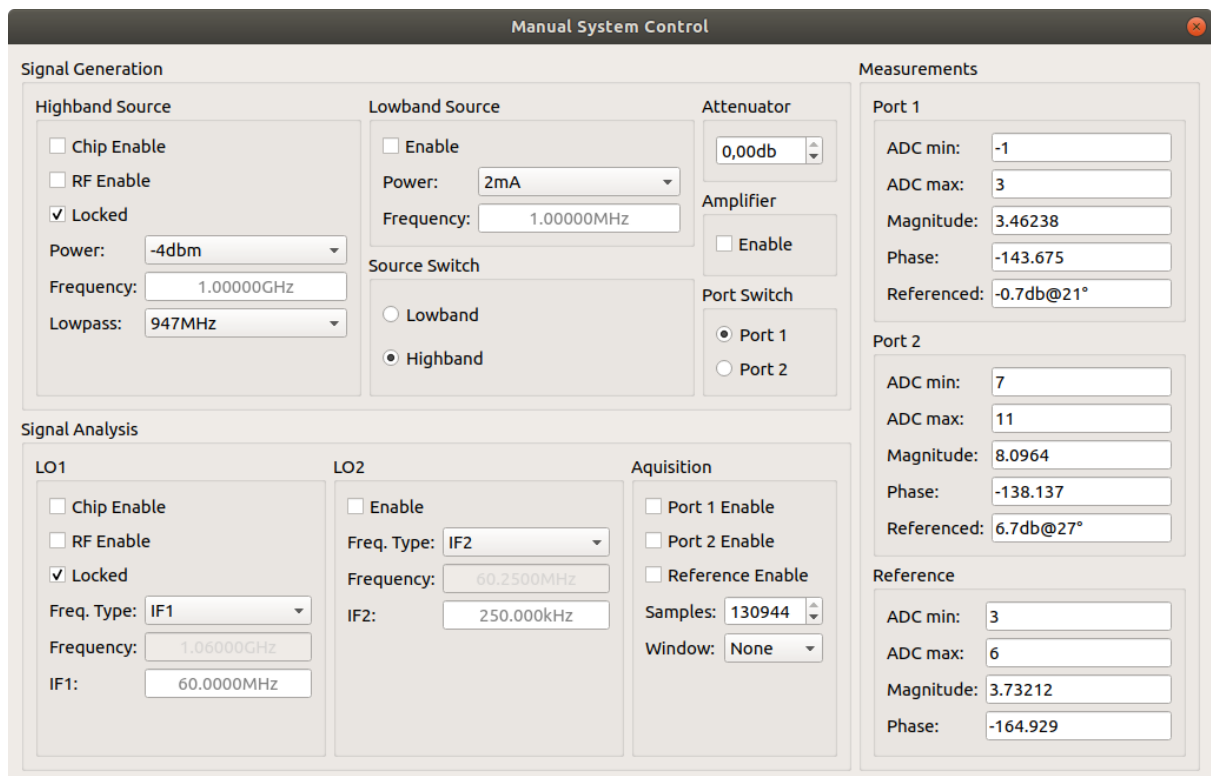 Manual System Control
Signal Generation
Highband Source
Chip Enable
RF Enable
Locked
Power: -4dbm
Frequency: 1.00000GHz
Lowpass: 947MHz
Lowband Source
Enable
Power: 2mA
Frequency: 1.00000MHz
Source Switch
Lowband
Highband
Attenuator
0,00db
Amplifier
Enable
Port Switch
Port 1
Port 2
Signal Analysis
LO1
Chip Enable
RF Enable
Locked
Freq. Type: IF1
Frequency: 1.06000GHz
IF1: 60.0000MHz
LO2
Enable
Freq. Type: IF2
Frequency: 60.2500MHz
IF2: 250.000kHz
Aquisition
Port 1 Enable
Port 2 Enable
Reference Enable
Samples: 130944
Window: None
Measurements
Port 1
ADC min: -1
ADC max: 3
Magnitude: 3.46238
Phase: -143.675
Referenced: -0.7db@21°
Port 2
ADC min: 7
ADC max: 11
Magnitude: 8.0964
Phase: -138.137
Referenced: 6.7db@27°
Reference
ADC min: 3
ADC max: 6
Magnitude: 3.73212
Phase: -164.929